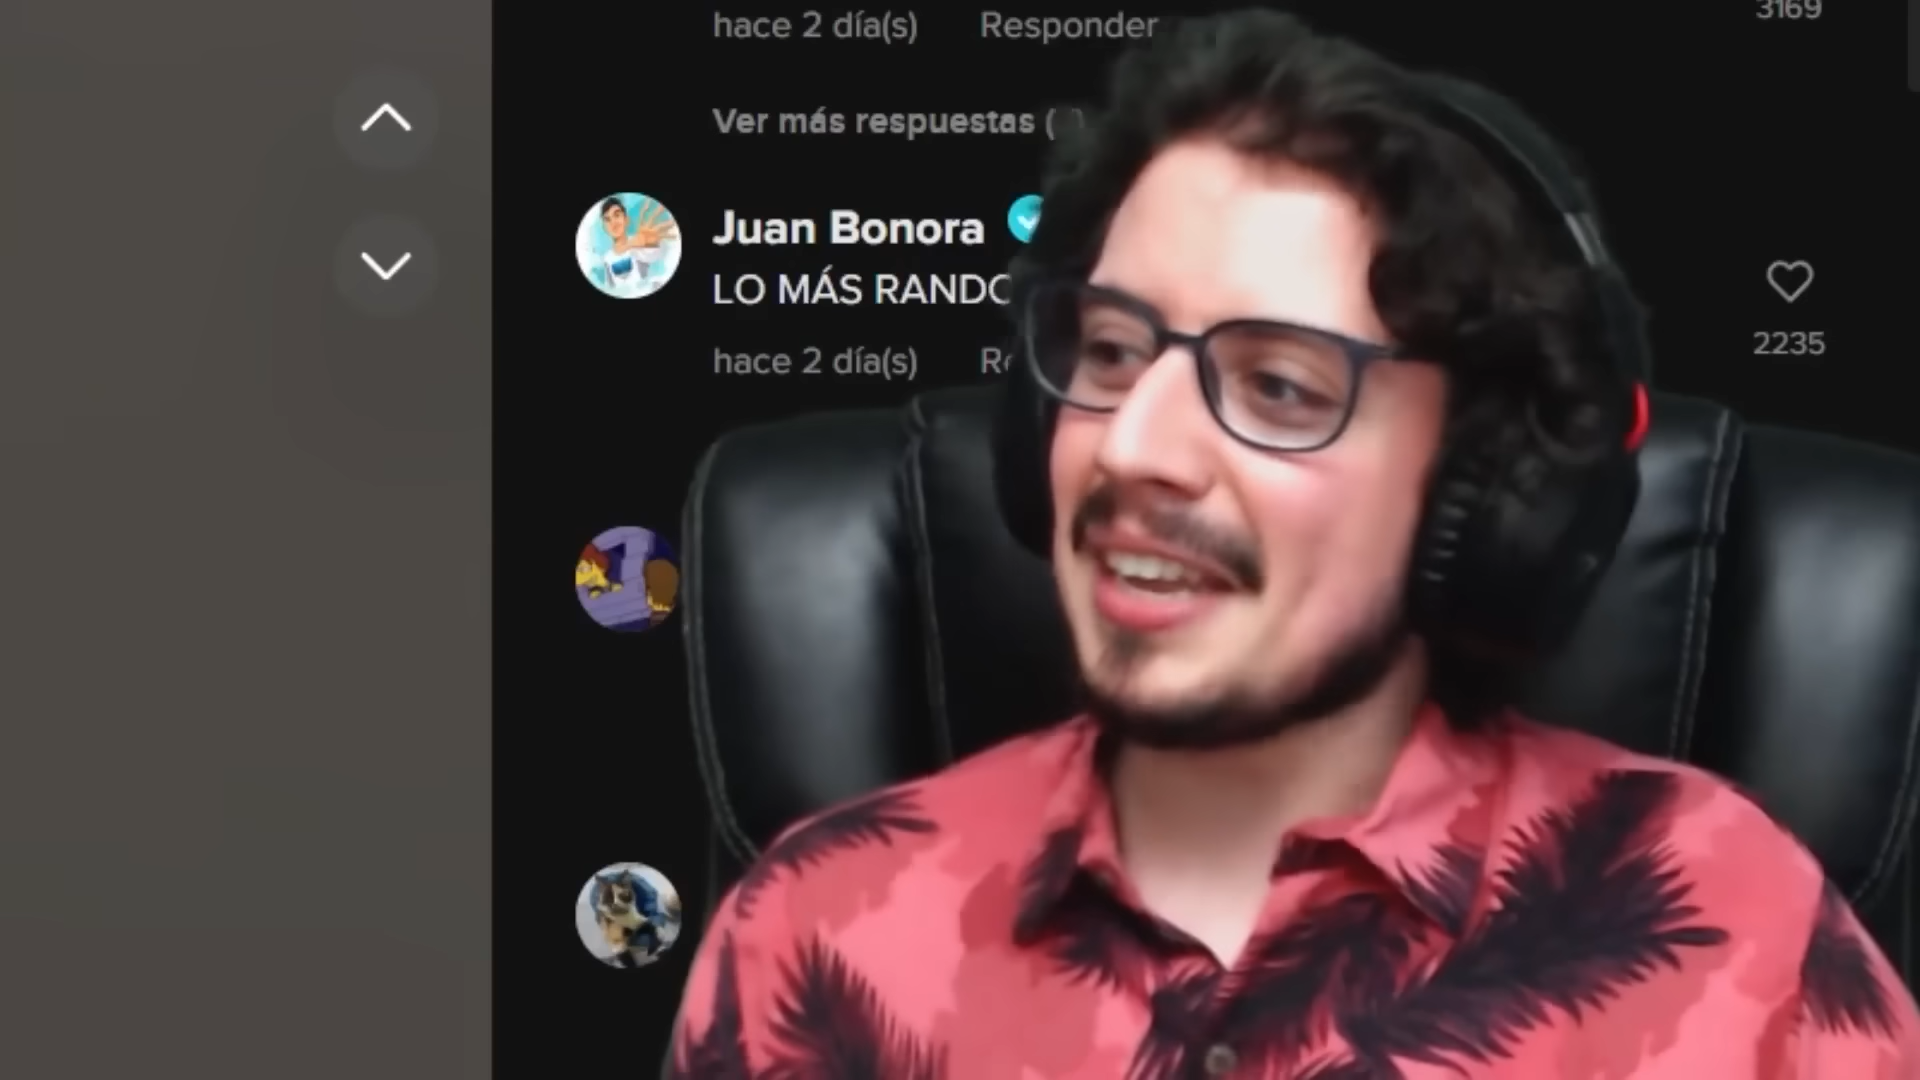 hace 2 día(s) Responder
3169
Ver más respuestas (
Juan Bonora
LO MÁS RANDO
hace 2 día(s)
2235